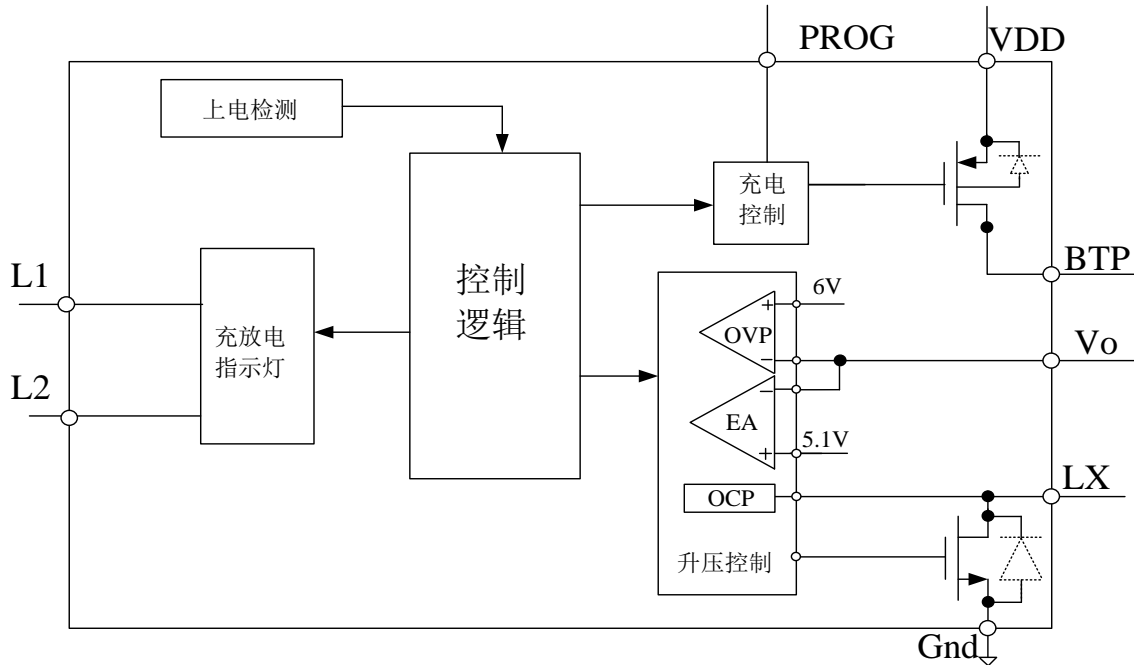 PROG
VDD
上电检测
充电
控制
BTP
L1
控制
逻辑
6V
OVP
充放电
指示灯
Vo
L2
EA
5.1V
LX
OCP
升压控制
Gnd